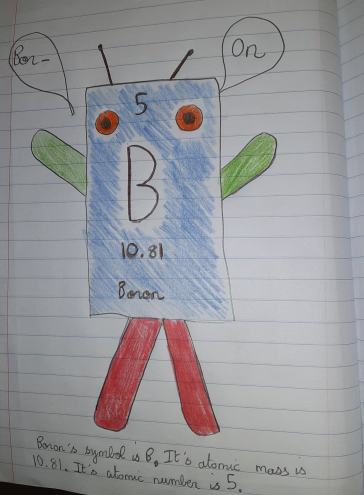 Bor-
On
5
B
10.81
Boron
Boron's symbol is B. It's atomic mass is
10.81. It's atomic number is 5.